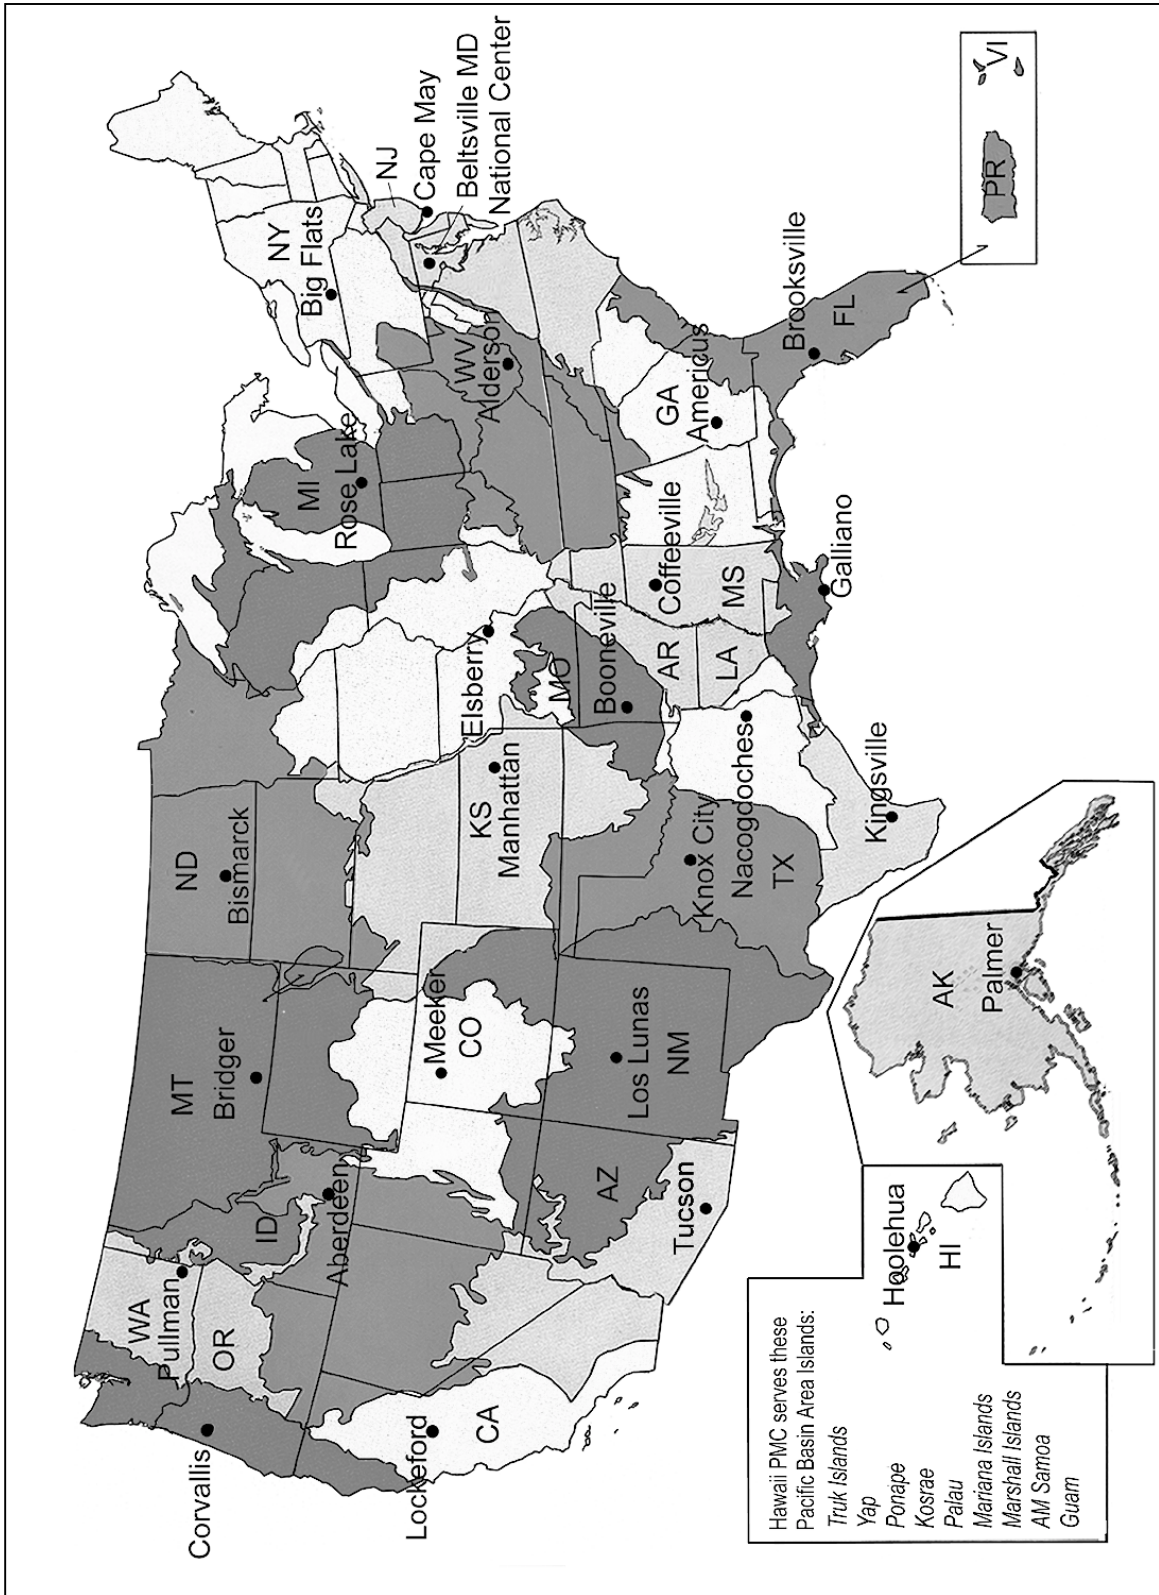 WA
Pullman
Corvallis
OR
ID
Aberdeen
MT
Bridger
ND
Bismarck
MI
Rose Lake
NY
Big Flats
NJ
Cape May
Beltsville MD
National Center
WV
Alderson
Lockeford
CA
Meeker
CO
KS
Manhattan
Elsberry
MO
Booneville
AR
LA
Coffeeville
MS
GA
Americus
Brooksville
FL
PR
VI
AZ
Tucson
Los Lunas
NM
Knox City
Nacogdoches
TX
Kingsville
Galliano
Hawaii PMC serves these
Pacific Basin Area Islands:
Truk Islands
Yap
Ponape
Kosrae
Palau
Mariana Islands
Marshall Islands
AM Samoa
Guam
Hoolehua
HI
AK
Palmer